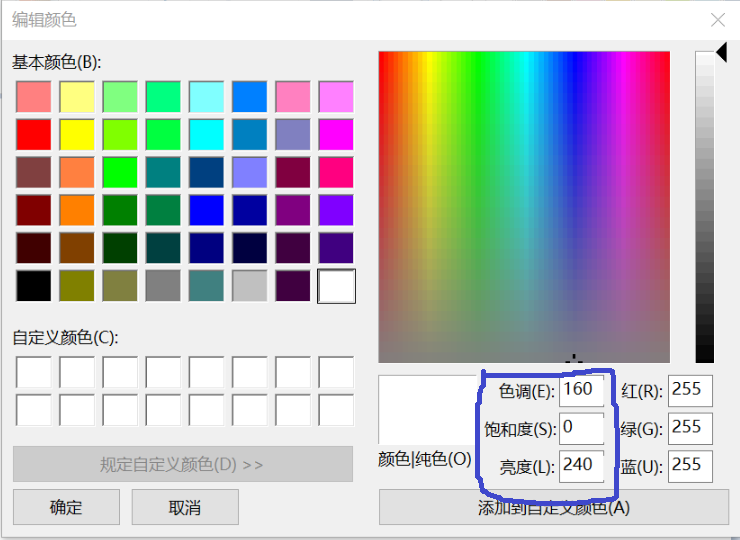 编辑颜色
基本颜色(B):
自定义颜色(C):
规定自定义颜色(D) >>
确定
取消
颜色|纯色(O)
色调(E): 160 红(R): 255
饱和度(S): 0 绿(G): 255
亮度(L): 240 蓝(U): 255
添加到自定义颜色(A)